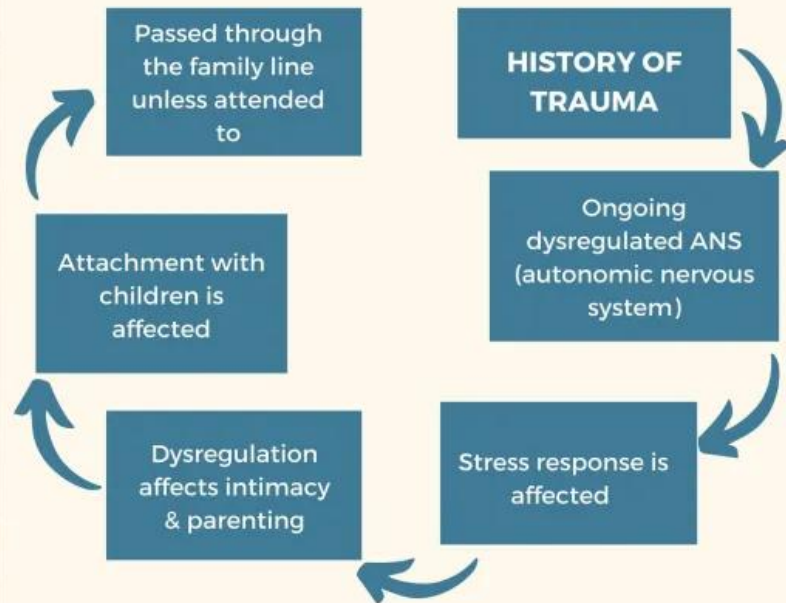 HISTORY OF
TRAUMA
Ongoing
dysregulated ANS
(autonomic nervous
system)
Stress response is
affected
Dysregulation
affects intimacy
& parenting
Attachment with
children is
affected
Passed through
the family line
unless attended
to